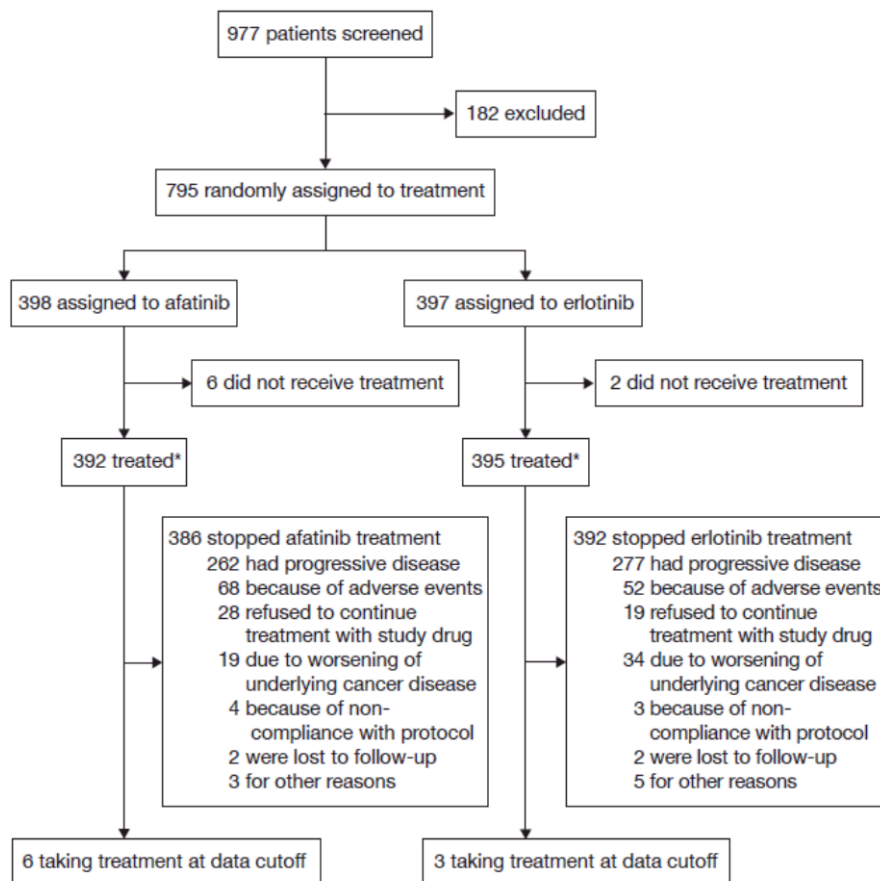 977 patients screened
182 excluded
795 randomly assigned to treatment
398 assigned to afatinib
397 assigned to erlotinib
6 did not receive treatment
2 did not receive treatment
392 treated*
395 treated*
386 stopped afatinib treatment
262 had progressive disease
68 because of adverse events
28 refused to continue
treatment with study drug
19 due to worsening of
underlying cancer disease
4 because of non-
compliance with protocol
2 were lost to follow-up
3 for other reasons
392 stopped erlotinib treatment
277 had progressive disease
52 because of adverse events
19 refused to continue
treatment with study drug
34 due to worsening of
underlying cancer disease
3 because of non-
compliance with protocol
2 were lost to follow-up
5 for other reasons
6 taking treatment at data cutoff
3 taking treatment at data cutoff